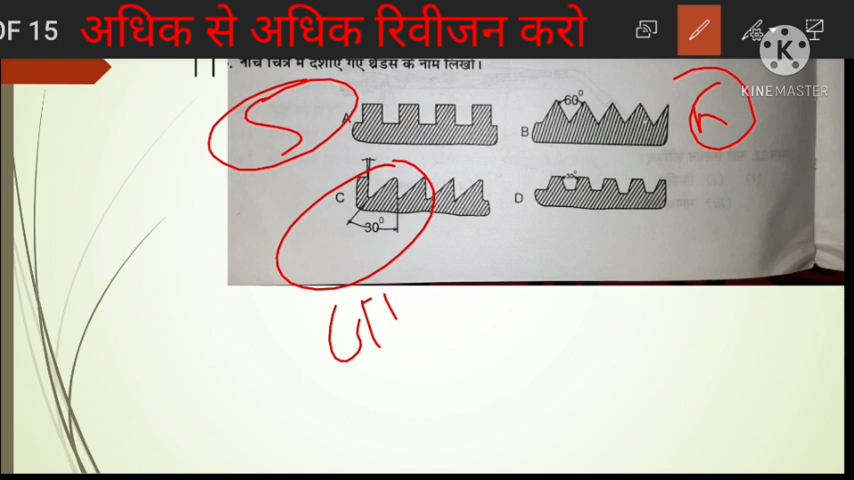 OF 15
अधिक से अधिक रिवीजन करो
K
KINEMASTER
नीचे चित्र में दर्शाए गए थ्रेडस के नाम लिखो।
A
B
60°
S
C
30°
D
30°